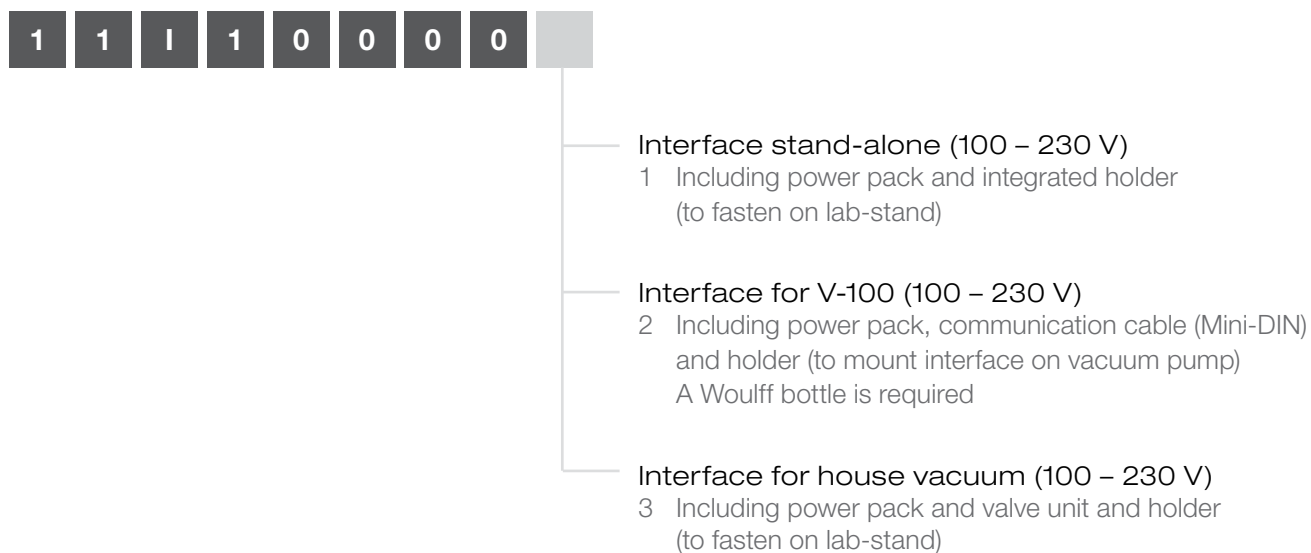 1 1 I 1 0 0 0 0
Interface stand-alone (100 – 230 V)
1 Including power pack and integrated holder
(to fasten on lab-stand)
Interface for V-100 (100 – 230 V)
2 Including power pack, communication cable (Mini-DIN)
and holder (to mount interface on vacuum pump)
A Woulff bottle is required
Interface for house vacuum (100 – 230 V)
3 Including power pack and valve unit and holder
(to fasten on lab-stand)